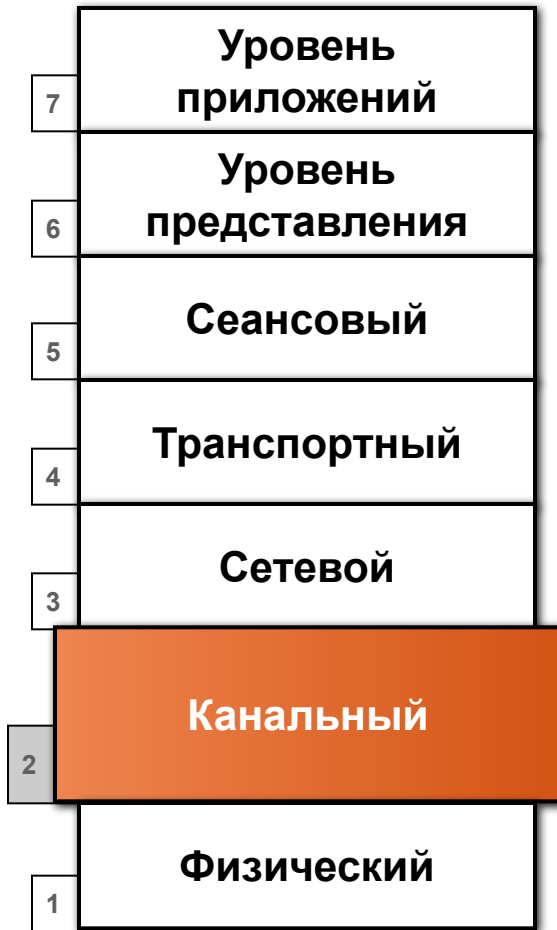 Уровень
приложений
7
Уровень
представления
6
Сеансовый
5
Транспортный
4
Сетевой
3
Канальный
2
Физический
1